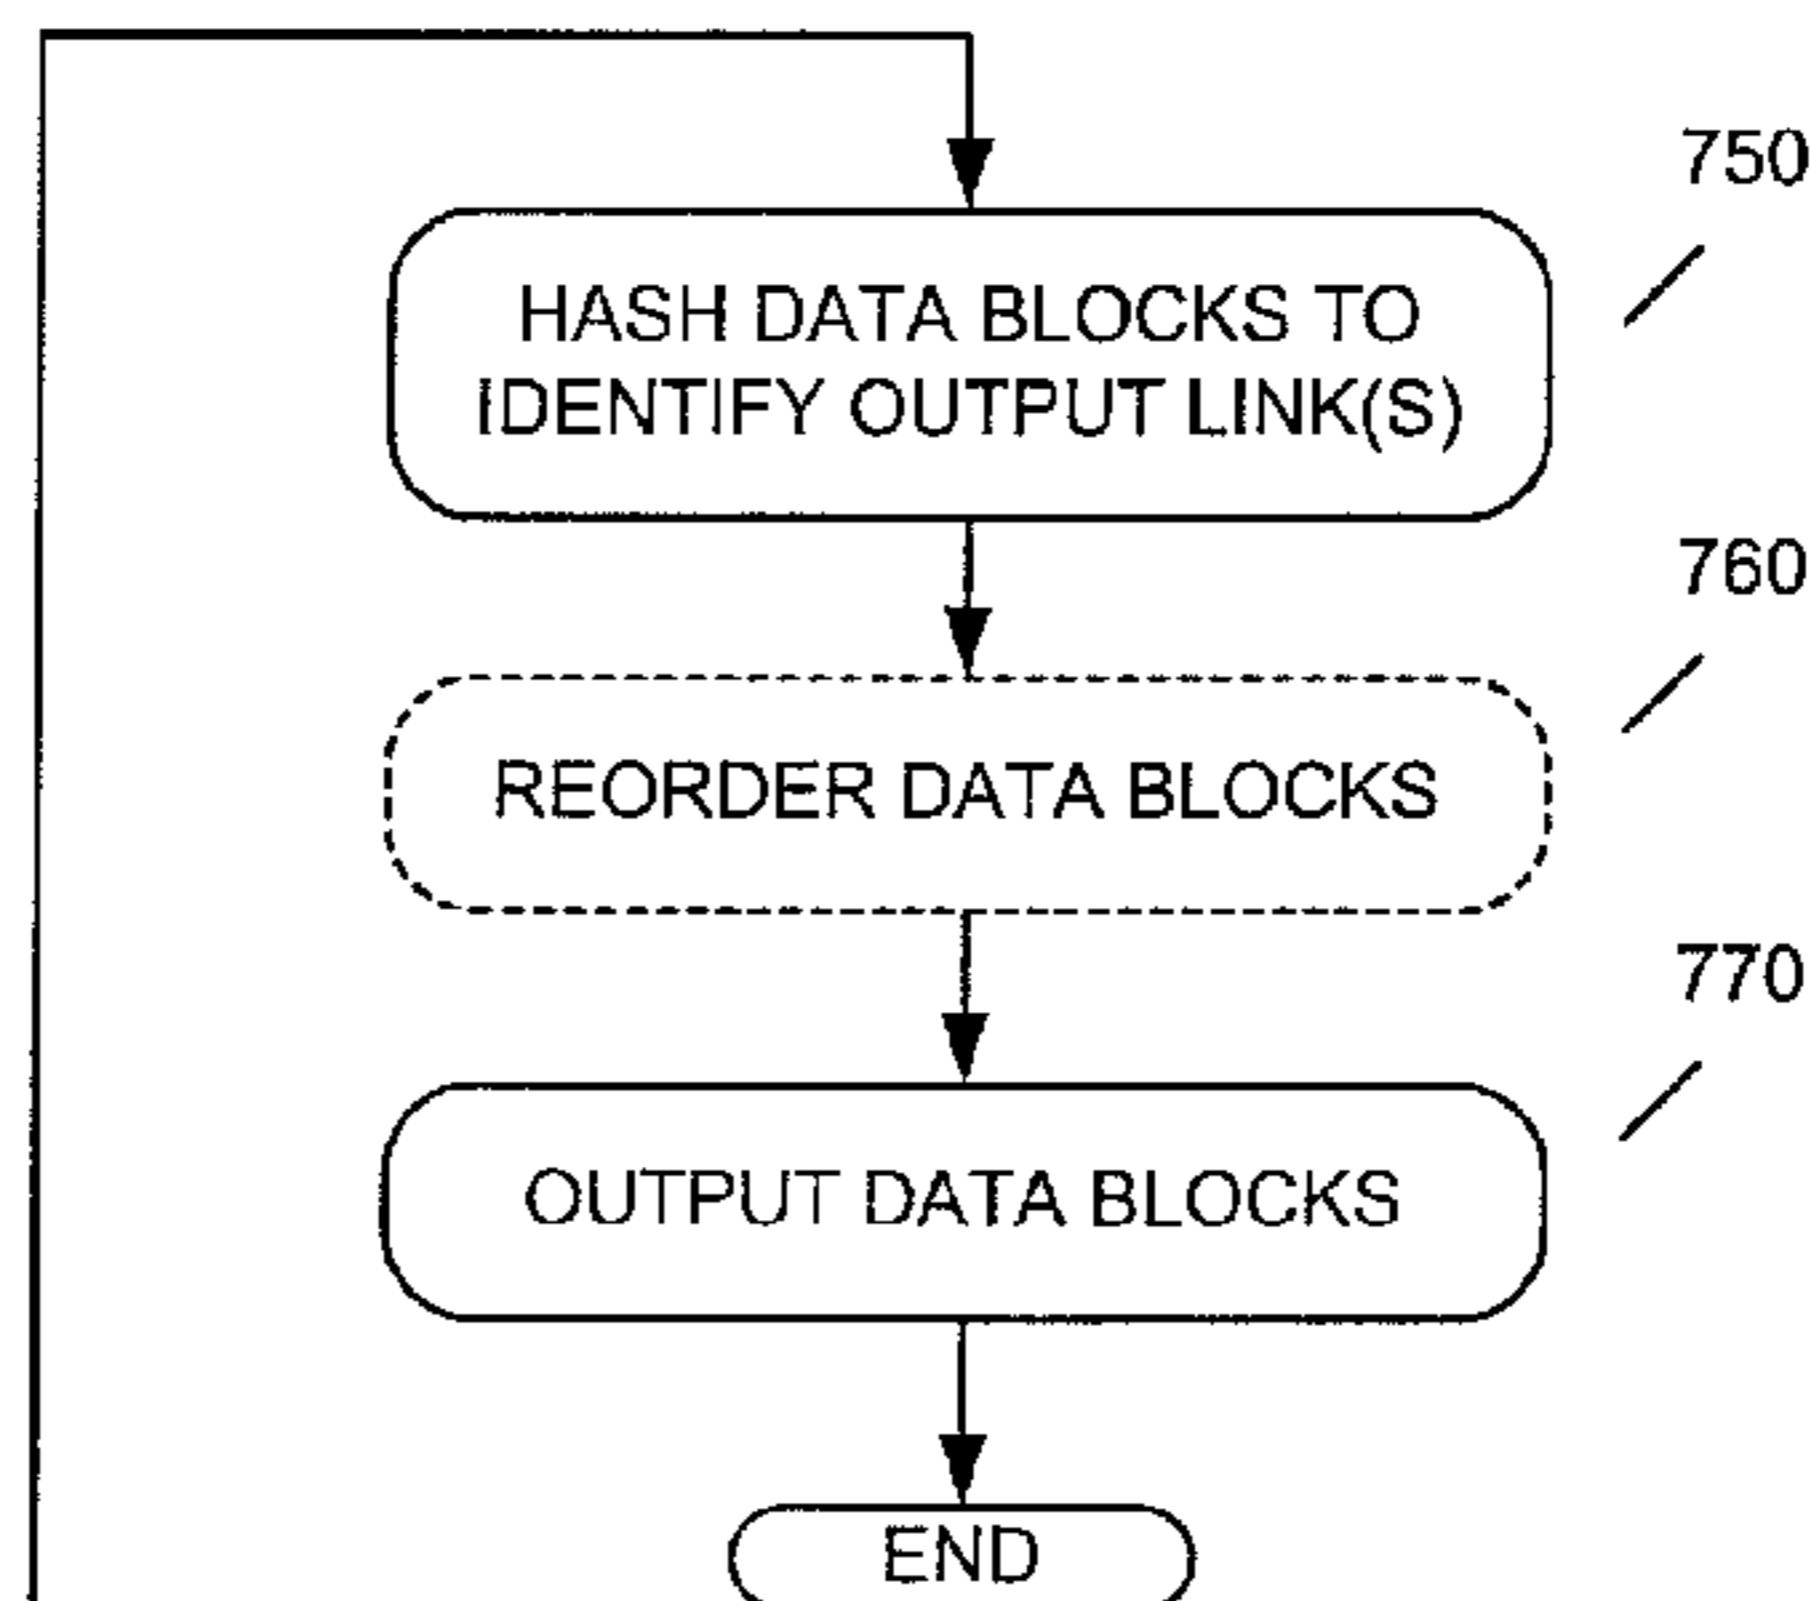 750
HASH DATA BLOCKS TO
IDENTIFY OUTPUT LINK(S)
760
REORDER DATA BLOCKS
770
OUTPUT DATA BLOCKS
END